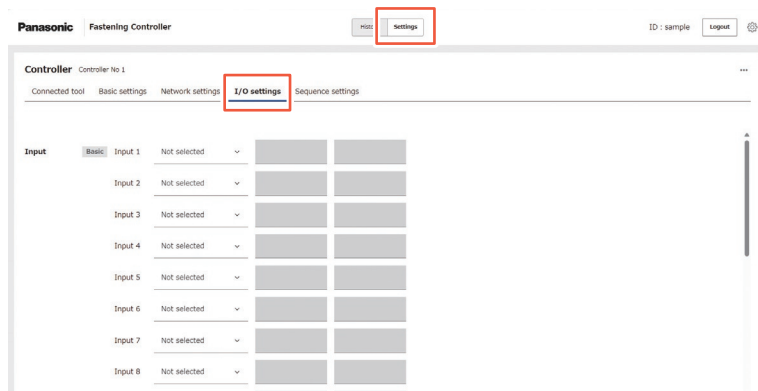 Panasonic Fastening Controller Settings ID : sample Logout
Controller Controller No 1
Connected tool Basic settings Network settings I/O settings Sequence settings
Input Basic Input 1 Not selected
Input 2 Not selected
Input 3 Not selected
Input 4 Not selected
Input 5 Not selected
Input 6 Not selected
Input 7 Not selected
Input 8 Not selected